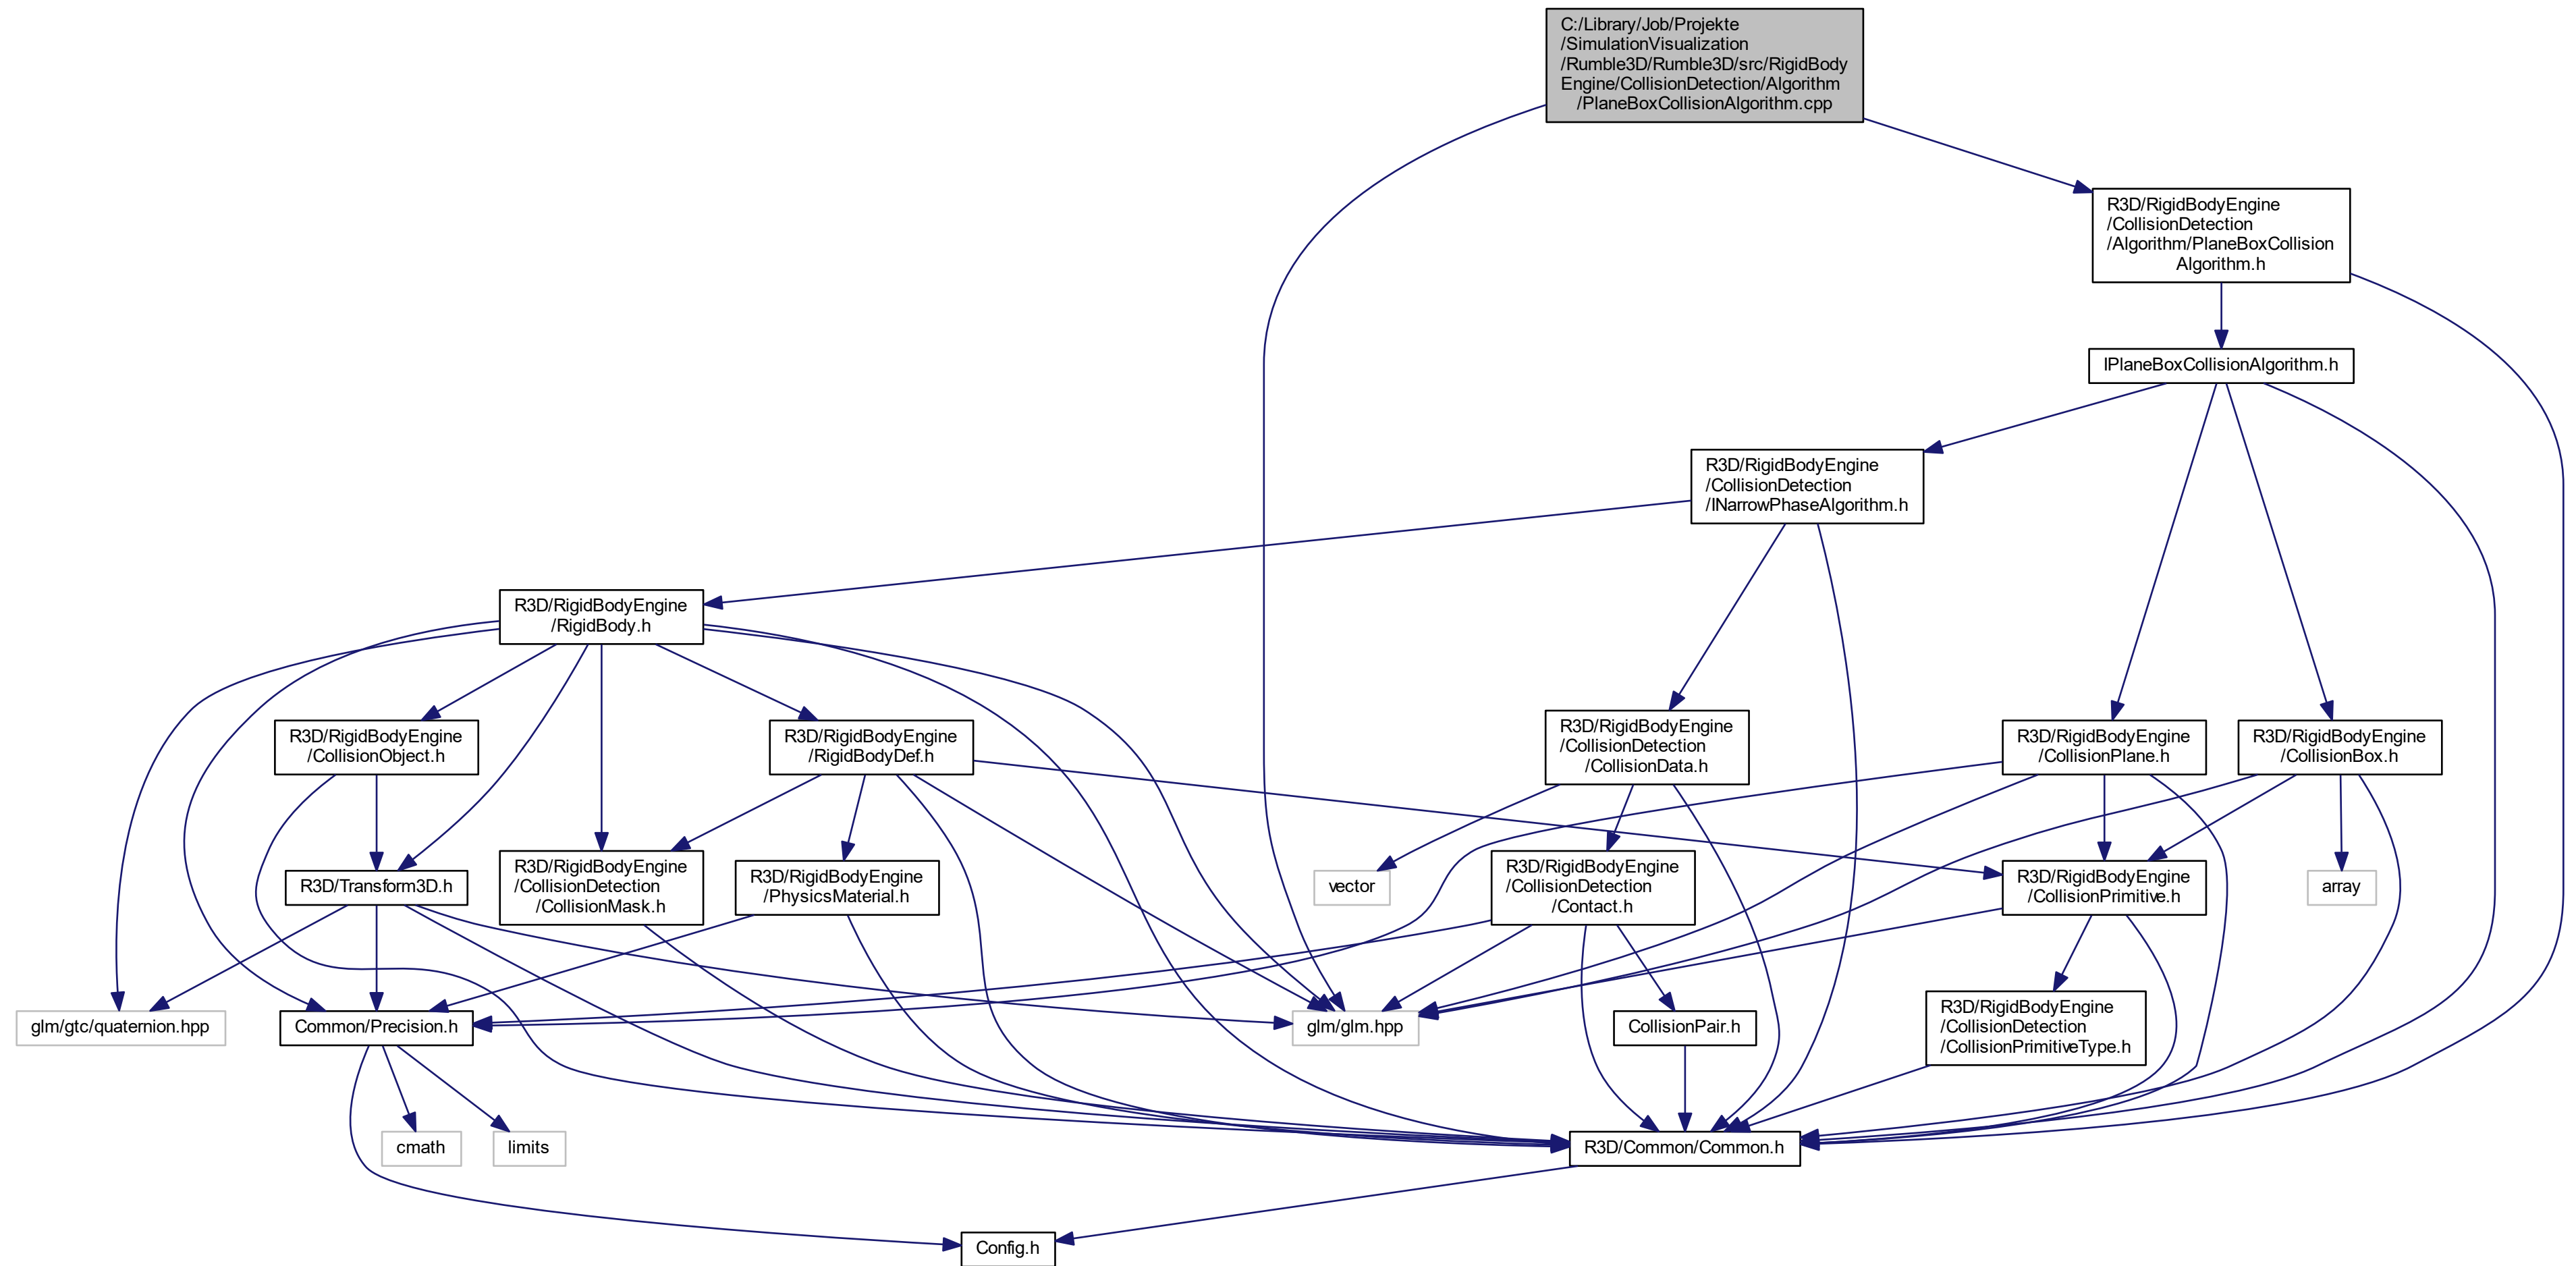 C:/Library/Job/Projekte
/SimulationVisualization
/Rumble3D/Rumble3D/src/RigidBody
Engine/CollisionDetection/Algorithm
/PlaneBoxCollisionAlgorithm.cpp
R3D/RigidBodyEngine
/CollisionDetection
/Algorithm/PlaneBoxCollision
Algorithm.h
IPlaneBoxCollisionAlgorithm.h
R3D/RigidBodyEngine
/CollisionDetection
/INarrowPhaseAlgorithm.h
R3D/RigidBodyEngine
/RigidBody.h
R3D/RigidBodyEngine
/CollisionObject.h
R3D/RigidBodyEngine
/RigidBodyDef.h
R3D/RigidBodyEngine
/CollisionDetection
/CollisionData.h
R3D/RigidBodyEngine
/CollisionPlane.h
R3D/RigidBodyEngine
/CollisionBox.h
R3D/Transform3D.h
R3D/RigidBodyEngine
/CollisionDetection
/CollisionMask.h
R3D/RigidBodyEngine
/PhysicsMaterial.h
vector
R3D/RigidBodyEngine
/CollisionDetection
/Contact.h
R3D/RigidBodyEngine
/CollisionPrimitive.h
array
glm/gtc/quaternion.hpp
Common/Precision.h
glm/glm.hpp
CollisionPair.h
R3D/RigidBodyEngine
/CollisionDetection
/CollisionPrimitiveType.h
cmath
limits
R3D/Common/Common.h
Config.h